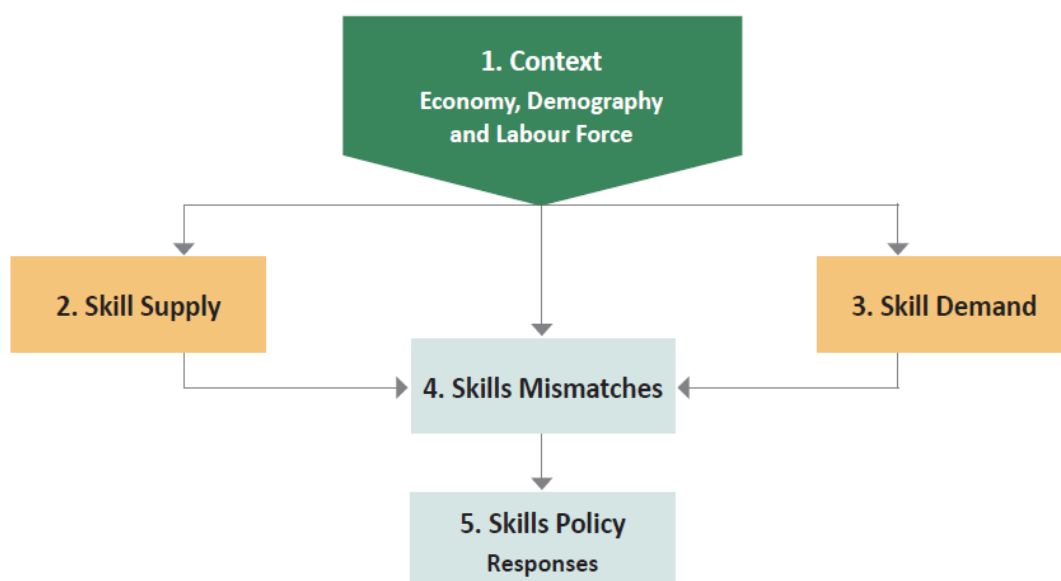 1. Context
Economy, Demography
and Labour Force
2. Skill Supply
3. Skill Demand
4. Skills Mismatches
5. Skills Policy
Responses